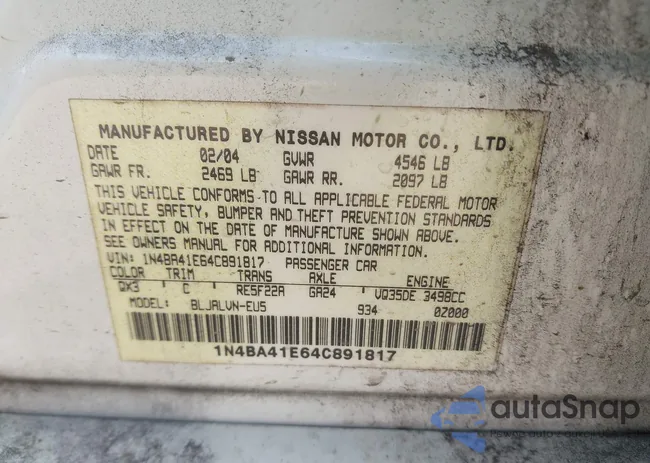 MANUFACTURED BY NISSAN MOTOR CO., LTD.
DATE 02/04 GVWR 4546 LB
GAWR FR. 2469 LB GAWR RR. 2097 LB
THIS VEHICLE CONFORMS TO ALL APPLICABLE FEDERAL MOTOR
VEHICLE SAFETY, BUMPER AND THEFT PREVENTION STANDARDS
IN EFFECT ON THE DATE OF MANUFACTURE SHOWN ABOVE.
SEE OWNERS MANUAL FOR ADDITIONAL INFORMATION.
VIN: 1N4BA41E64C891817 PASSENGER CAR
COLOR TRIM TRANS AXLE ENGINE
QX3 C RE5F22A GA24 VQ35DE 3498CC
MODEL: BLJALVN-EU5 934 0Z000
1N4BA41E64C891817
autaSnap